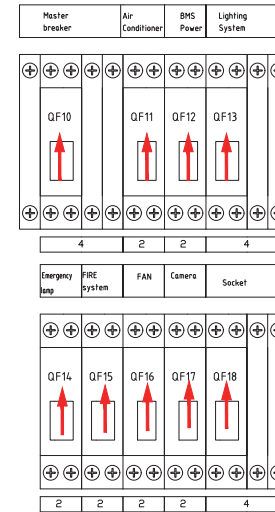 Master Air BMS Lighting
breaker Conditioner Power System
QF10 QF11 QF12 QF13
4 2 2 4
Emergency FIRE FAN Camera Socket
lamp system
QF14 QF15 QF16 QF17 QF18
2 2 2 2 4